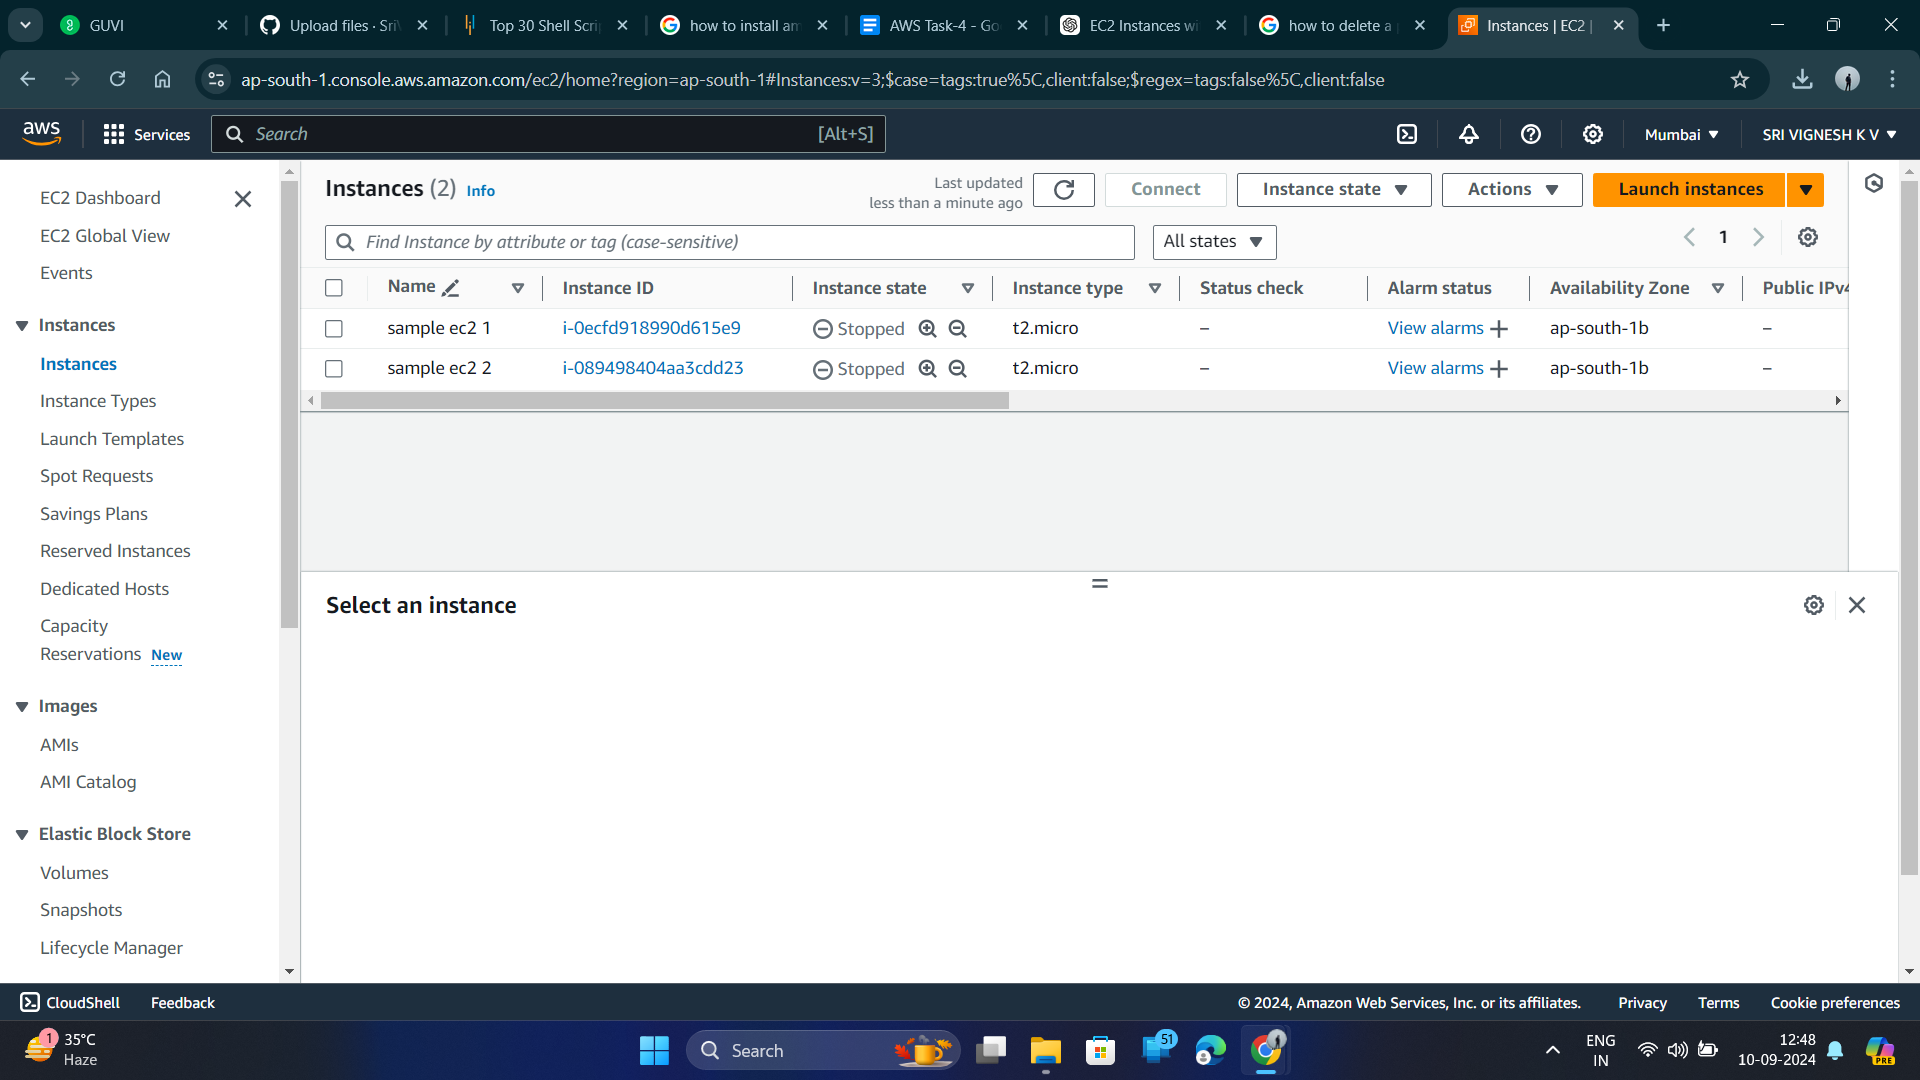 GUVI
Upload files · Sri
Top 30 Shell Scri
how to install an
AWS Task-4 - Go
EC2 Instances wi
how to delete a
Instances | EC2 |
ap-south-1.console.aws.amazon.com/ec2/home?region=ap-south-1#Instances:v=3;$case=tags:true%5C,client:false;$regex=tags:false%5C,client:false
aws
Services
Search
[Alt+S]
Mumbai
SRI VIGNESH K V
EC2 Dashboard
EC2 Global View
Events
Instances
Instances
Instance Types
Launch Templates
Spot Requests
Savings Plans
Reserved Instances
Dedicated Hosts
Capacity
Reservations New
Images
AMIs
AMI Catalog
Elastic Block Store
Volumes
Snapshots
Lifecycle Manager
Instances (2) Info
Last updated
less than a minute ago
Connect
Instance state
Actions
Launch instances
Find Instance by attribute or tag (case-sensitive)
All states
1
Name Instance ID Instance state Instance type Status check Alarm status Availability Zone Public IPv4
sample ec2 1 i-0ecfd918990d615e9 Stopped t2.micro – View alarms ap-south-1b –
sample ec2 2 i-089498404aa3cdd23 Stopped t2.micro – View alarms ap-south-1b –
Select an instance
CloudShell Feedback
© 2024, Amazon Web Services, Inc. or its affiliates. Privacy Terms Cookie preferences
1
35°C
Haze
Search
51
ENG
IN
12:48
10-09-2024
PRE